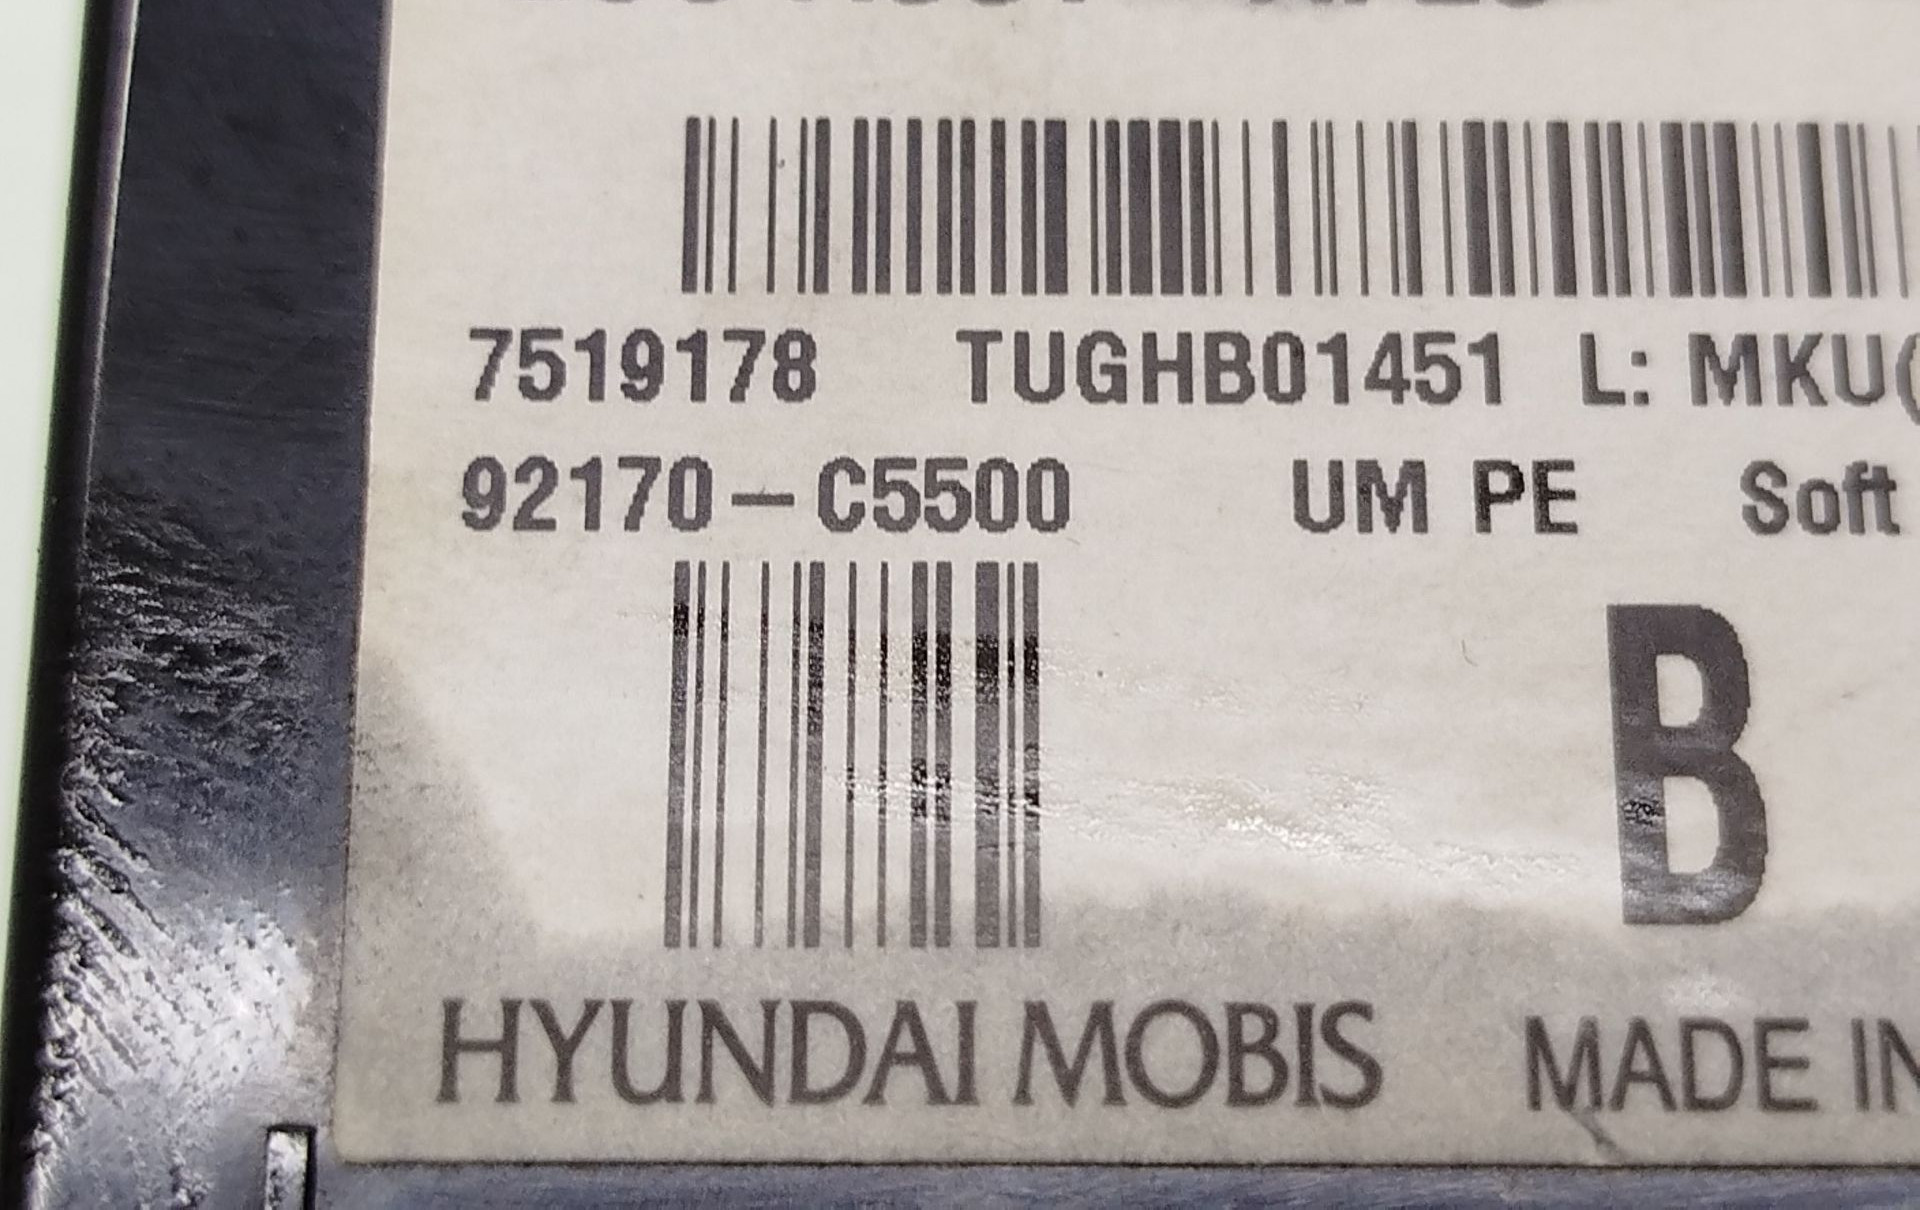 7519178 TUGHB01451 L: MKU(
92170-C5500 UM PE Soft
B
HYUNDAI MOBIS MADE IN